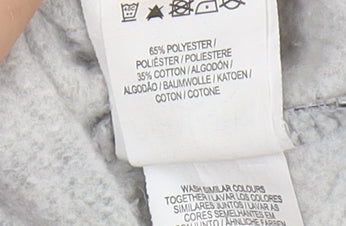 65% POLYESTER /
POLIÉSTER / POLIESTERE
35% COTTON / ALGODÓN /
ALGODÃO / BAUMWOLLE / KATOEN /
COTON / COTONE
WASH SIMILAR COLOURS
TOGETHER / LAVAR LOS COLORES
SIMILARES JUNTOS / LAVAR AS
CORES SEMELHANTES EM
CONJUNTO / ÄHNLICHE FARBEN